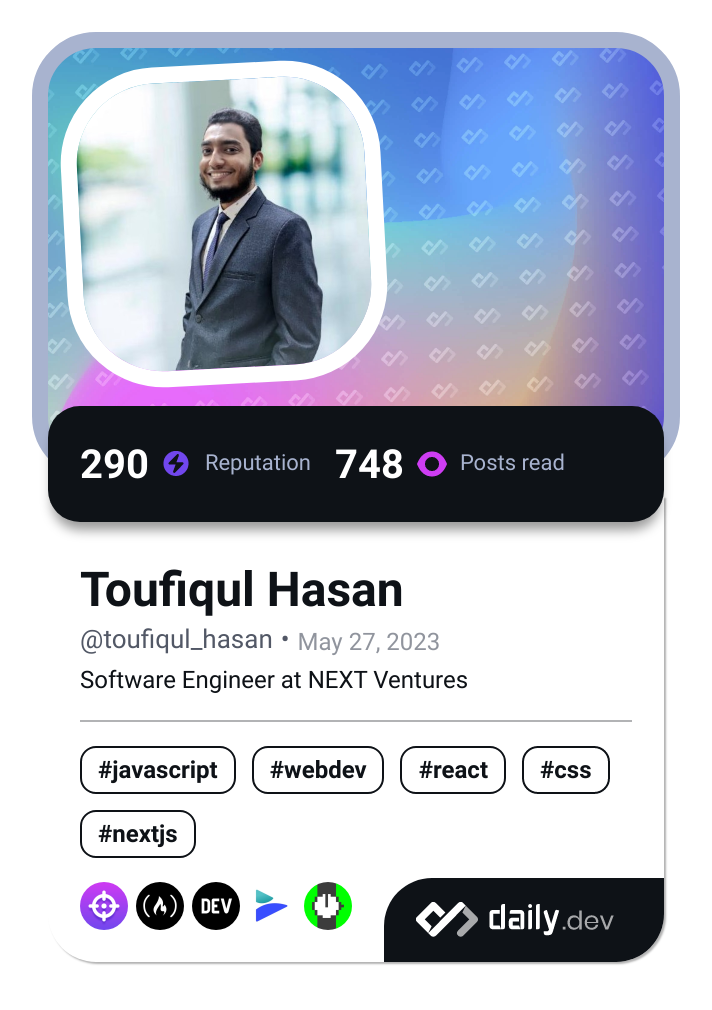 290 Reputation 748 Posts read
Toufiqul Hasan
@toufiqul_hasan • May 27, 2023
Software Engineer at NEXT Ventures
#javascript #webdev #react #css
#nextjs
DEV
daily.dev